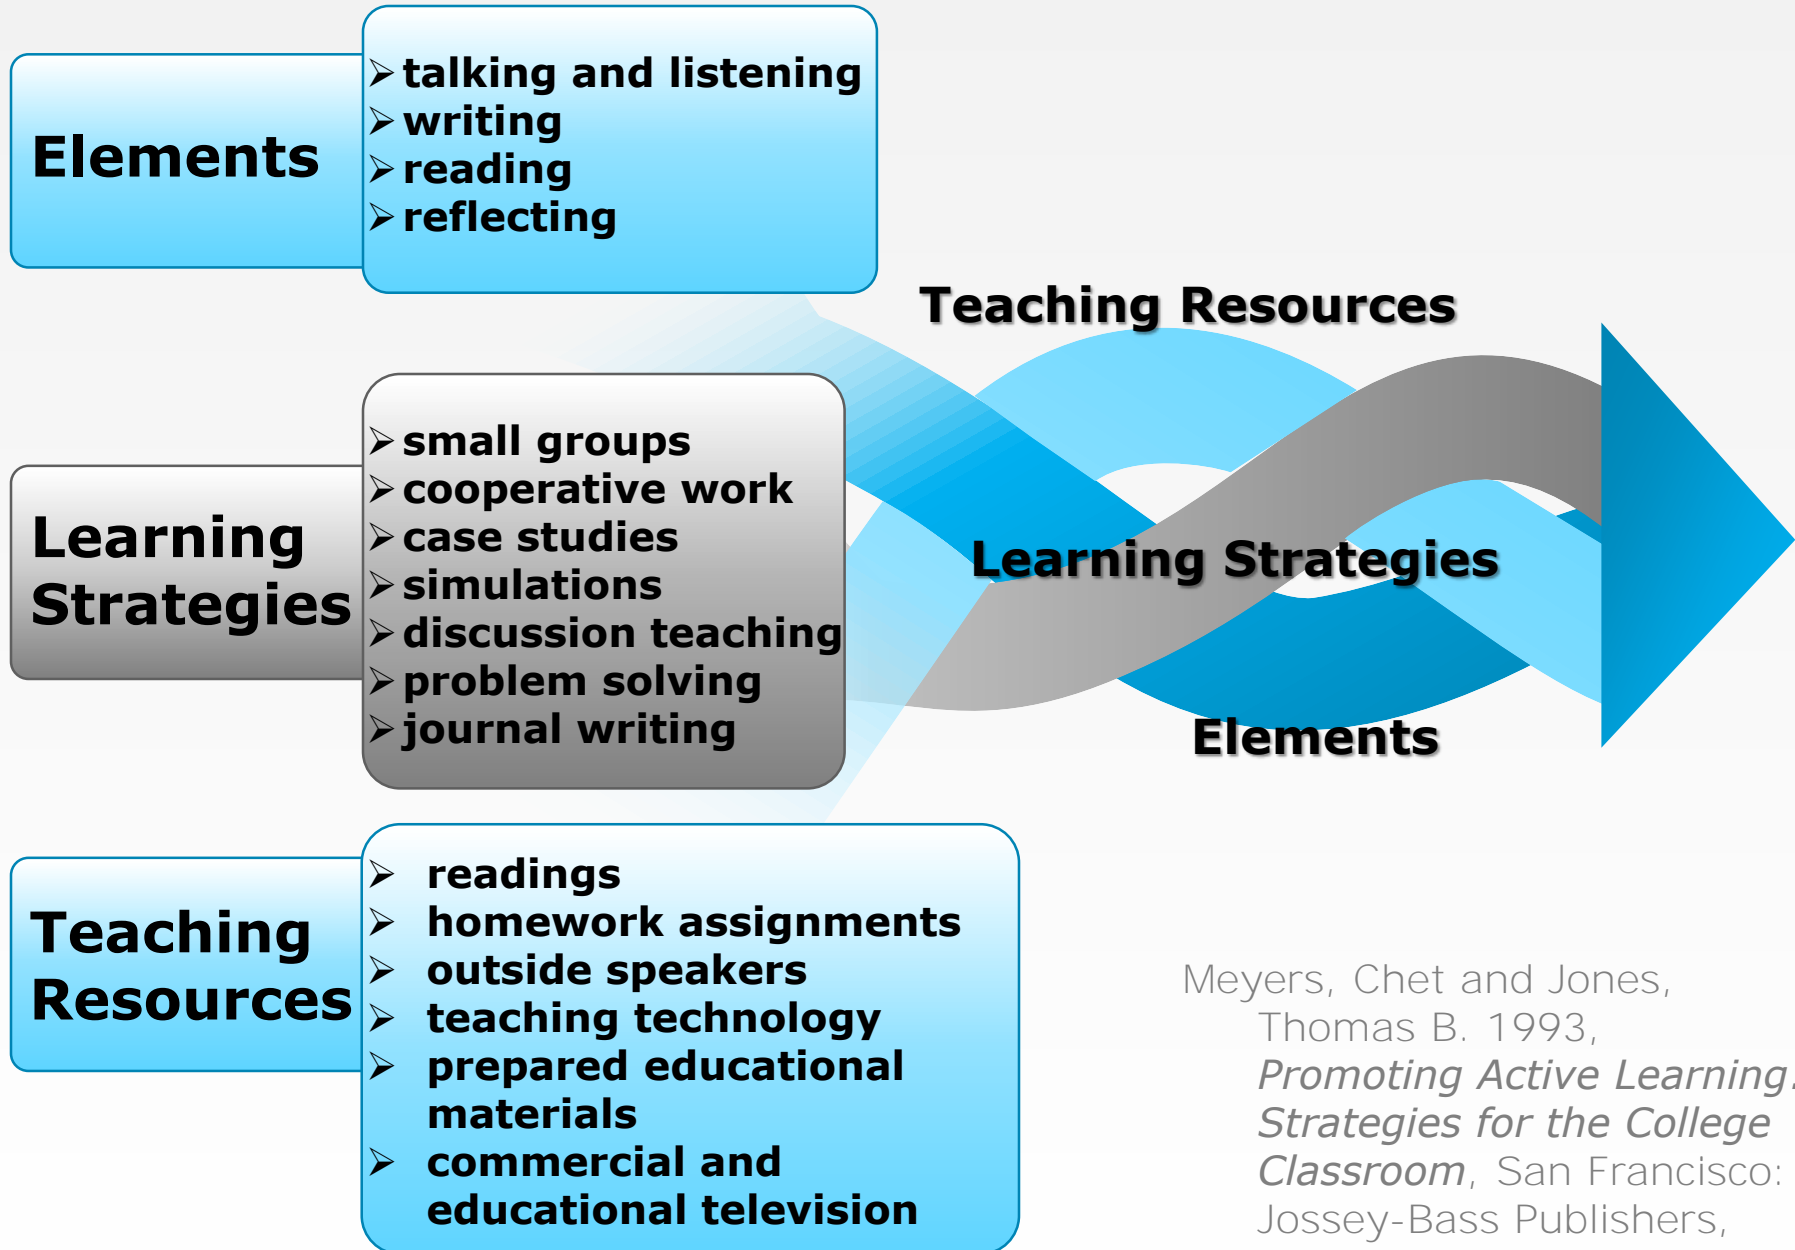 Elements
➢ talking and listening
➢ writing
➢ reading
➢ reflecting
Teaching Resources
Learning Strategies
Elements
Learning
Strategies
➢ small groups
➢ cooperative work
➢ case studies
➢ simulations
➢ discussion teaching
➢ problem solving
➢ journal writing
Teaching
Resources
➢ readings
➢ homework assignments
➢ outside speakers
➢ teaching technology
➢ prepared educational
materials
➢ commercial and
educational television
Meyers, Chet and Jones,
Thomas B. 1993,
Promoting Active Learning.
Strategies for the College
Classroom, San Francisco:
Jossey-Bass Publishers,